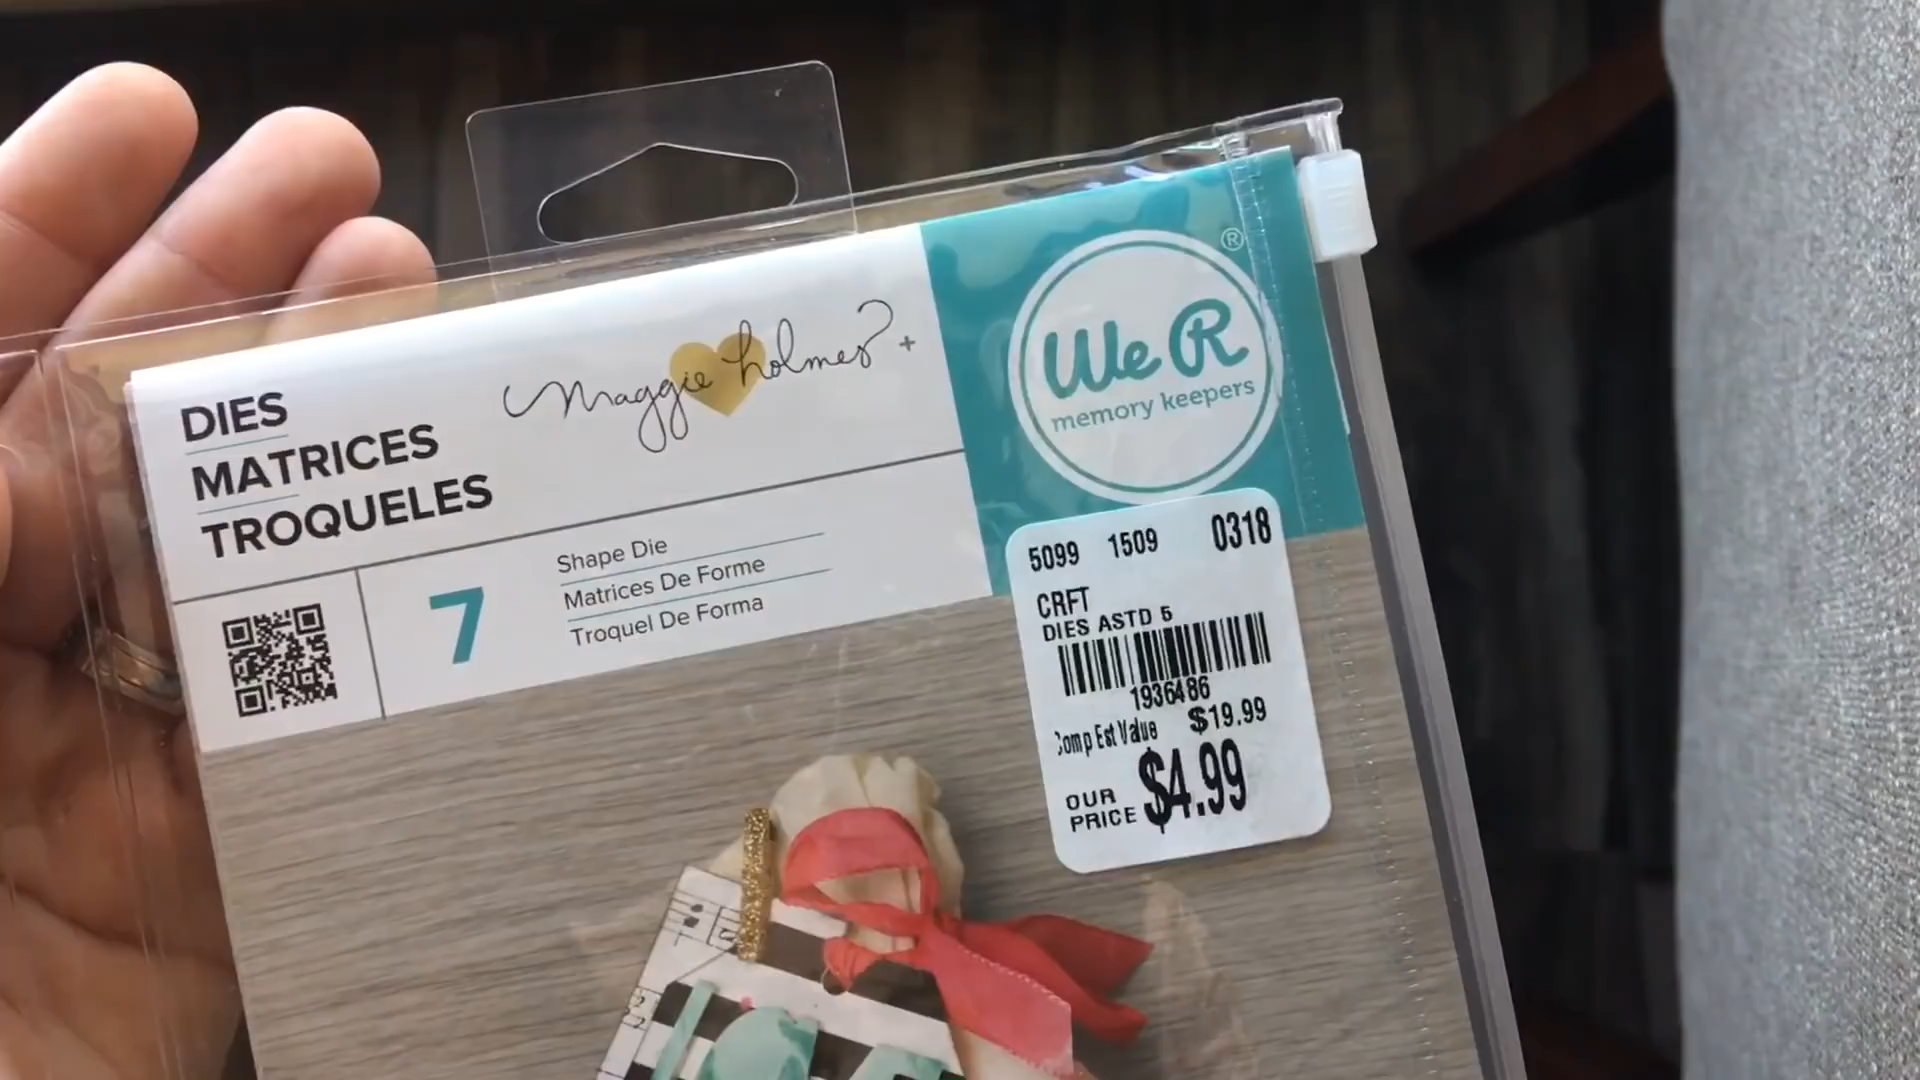 DIES
MATRICES
TROQUELES
Maggie Holmes +
We R
memory keepers
®
7
Shape Die
Matrices De Forme
Troquel De Forma
5099 1509 0318
CRFT
DIES ASTD 5
1936486
Comp Est Value $19.99
OUR
PRICE $4.99